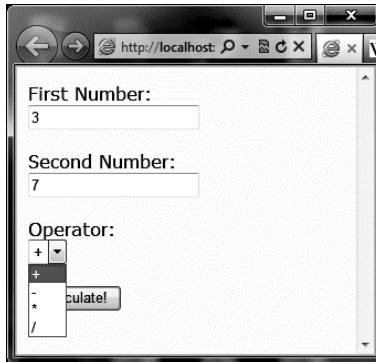 http://localhost:
First Number:
3
Second Number:
7
Operator:
+
+
-
*
/
culate!